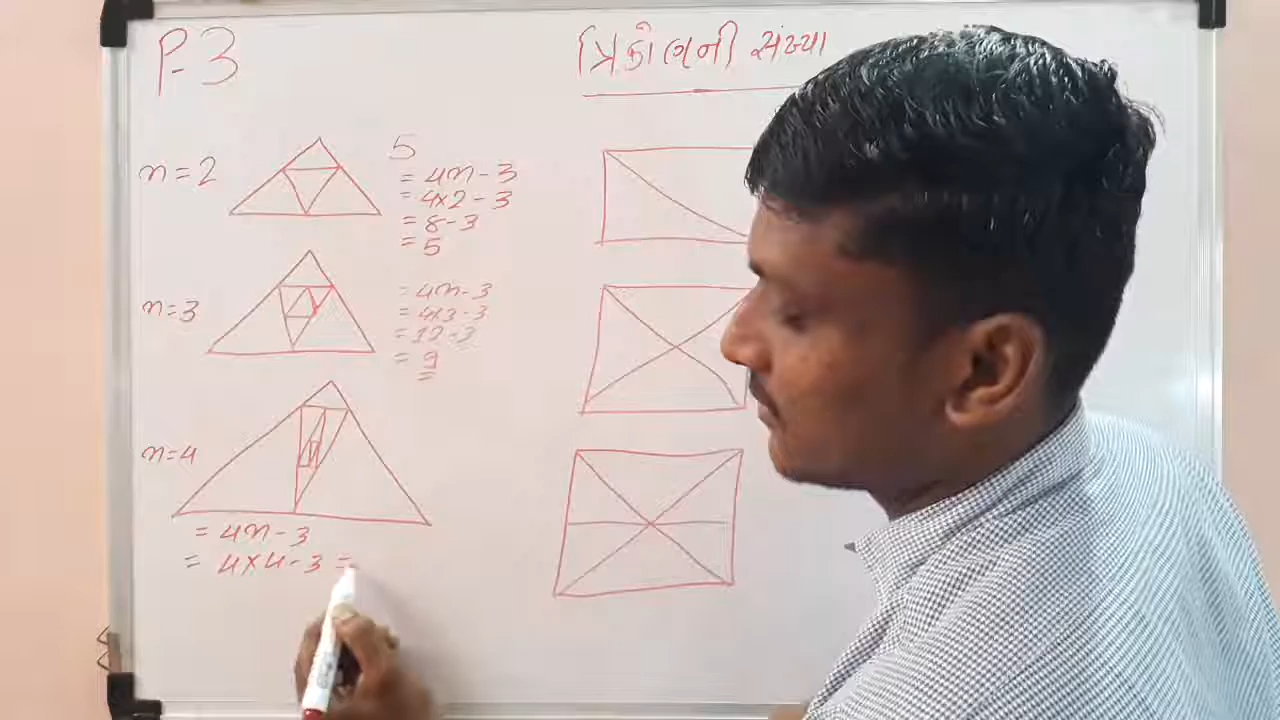 P-3
ત્રિકોણની સંખ્યા
n=2
5
= 4n - 3
= 4×2 - 3
= 8 - 3
= 5
n=3
= 4n - 3
= 4×3 - 3
= 12 - 3
= 9
n=4
= 4n - 3
= 4×4 - 3 =